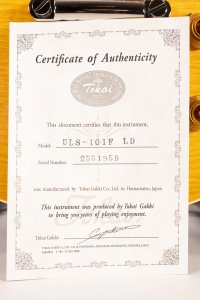 Certificate of Authenticity
Tokai
This document certifies that this instrument,
Model: ULS-101F LD
Serial Number: 2551059
was manufactured by Tokai Gakki Co., Ltd. in Hamamatsu, Japan
This instrument was produced by Tokai Gakki
to bring you years of playing enjoyment.
Tokai Gakki: